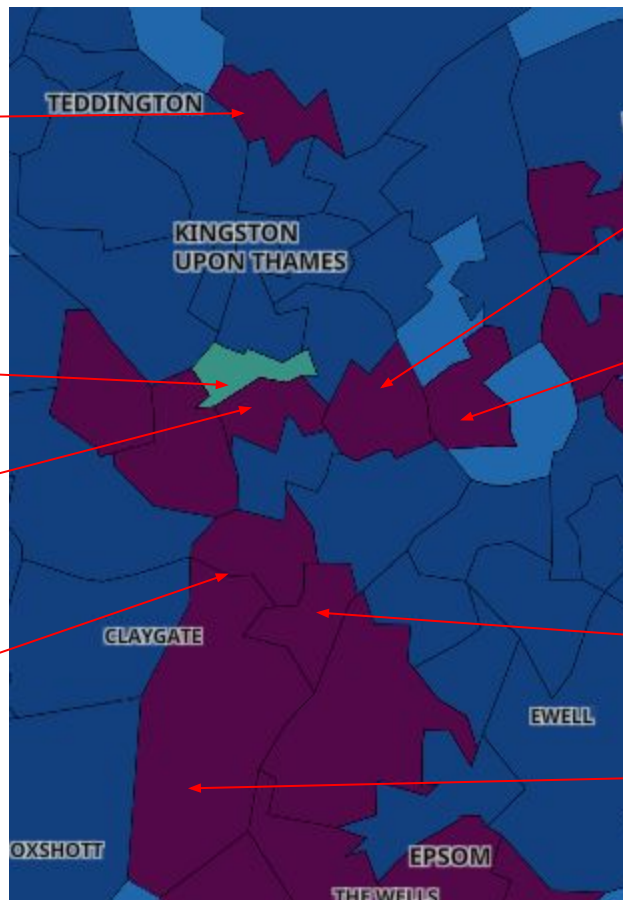 TEDDINGTON
KINGSTON
UPON THAMES
CLAYGATE
EWELL
OXSHOTT
EPSOM
THE WELLS